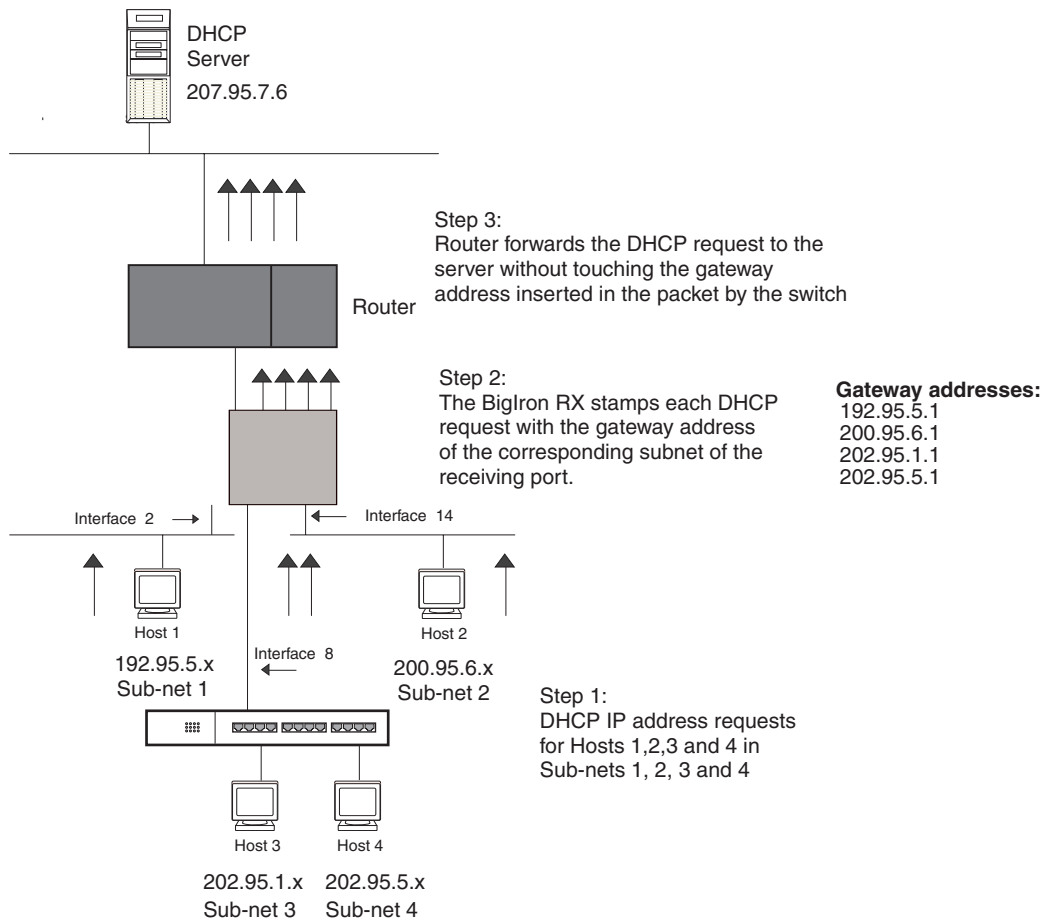 DHCP
Server
207.95.7.6
Step 3:
Router forwards the DHCP request to the
server without touching the gateway
address inserted in the packet by the switch
Router
Step 2:
The BigIron RX stamps each DHCP
request with the gateway address
of the corresponding subnet of the
receiving port.
Gateway addresses:
192.95.5.1
200.95.6.1
202.95.1.1
202.95.5.1
Interface 2
Interface 14
Host 1
192.95.5.x
Sub-net 1
Host 2
200.95.6.x
Sub-net 2
Interface 8
Step 1:
DHCP IP address requests
for Hosts 1,2,3 and 4 in
Sub-nets 1, 2, 3 and 4
Host 3
202.95.1.x
Sub-net 3
Host 4
202.95.5.x
Sub-net 4